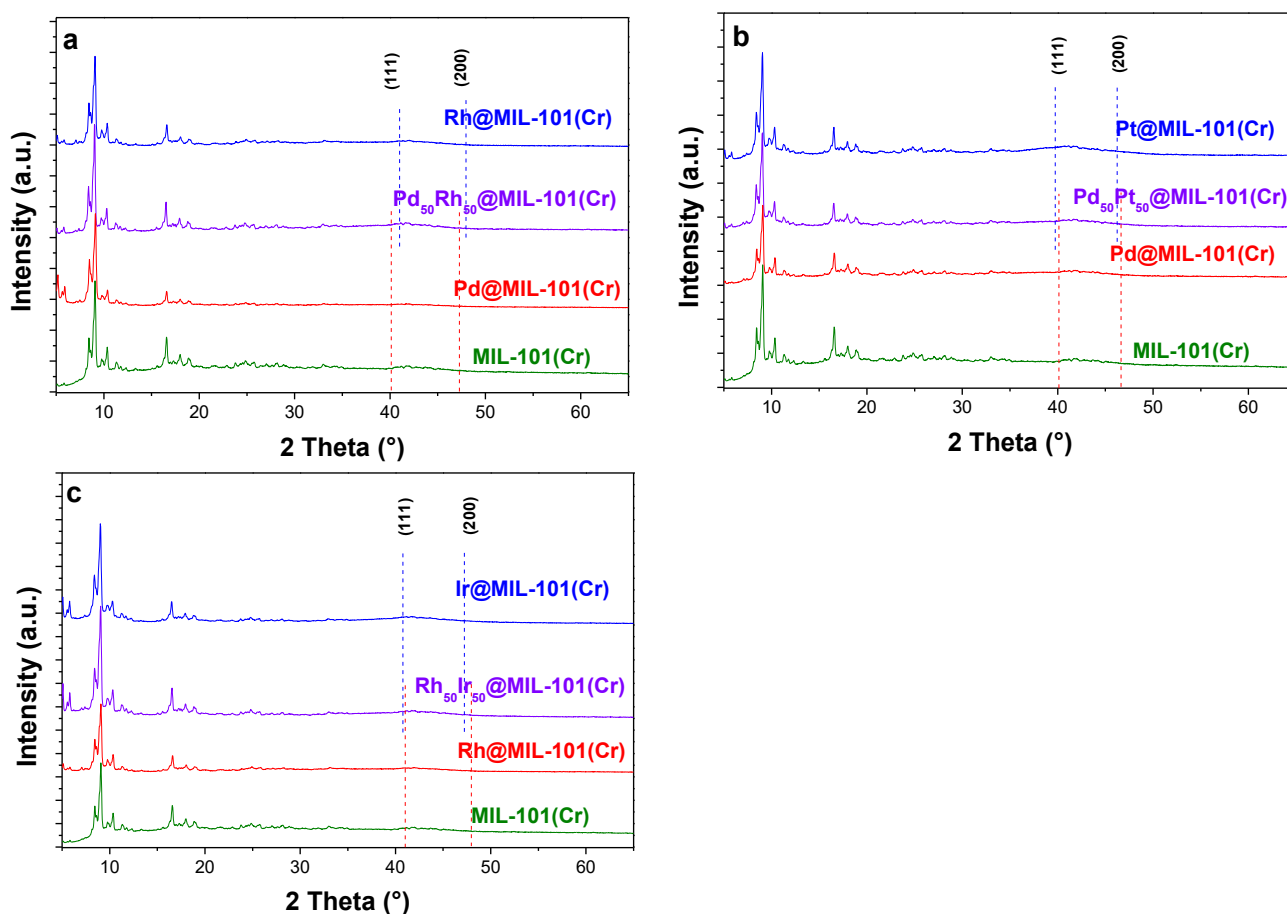 a
(111)
(200)
Rh@MIL-101(Cr)
Pd₅₀Rh₅₀@MIL-101(Cr)
Pd@MIL-101(Cr)
MIL-101(Cr)
Intensity (a.u.)
10 20 30 40 50 60
2 Theta (°)
b
(111)
(200)
Pt@MIL-101(Cr)
Pd₅₀Pt₅₀@MIL-101(Cr)
Pd@MIL-101(Cr)
MIL-101(Cr)
Intensity (a.u.)
10 20 30 40 50 60
2 Theta (°)
c
(111)
(200)
Ir@MIL-101(Cr)
Rh₅₀Ir₅₀@MIL-101(Cr)
Rh@MIL-101(Cr)
MIL-101(Cr)
Intensity (a.u.)
10 20 30 40 50 60
2 Theta (°)